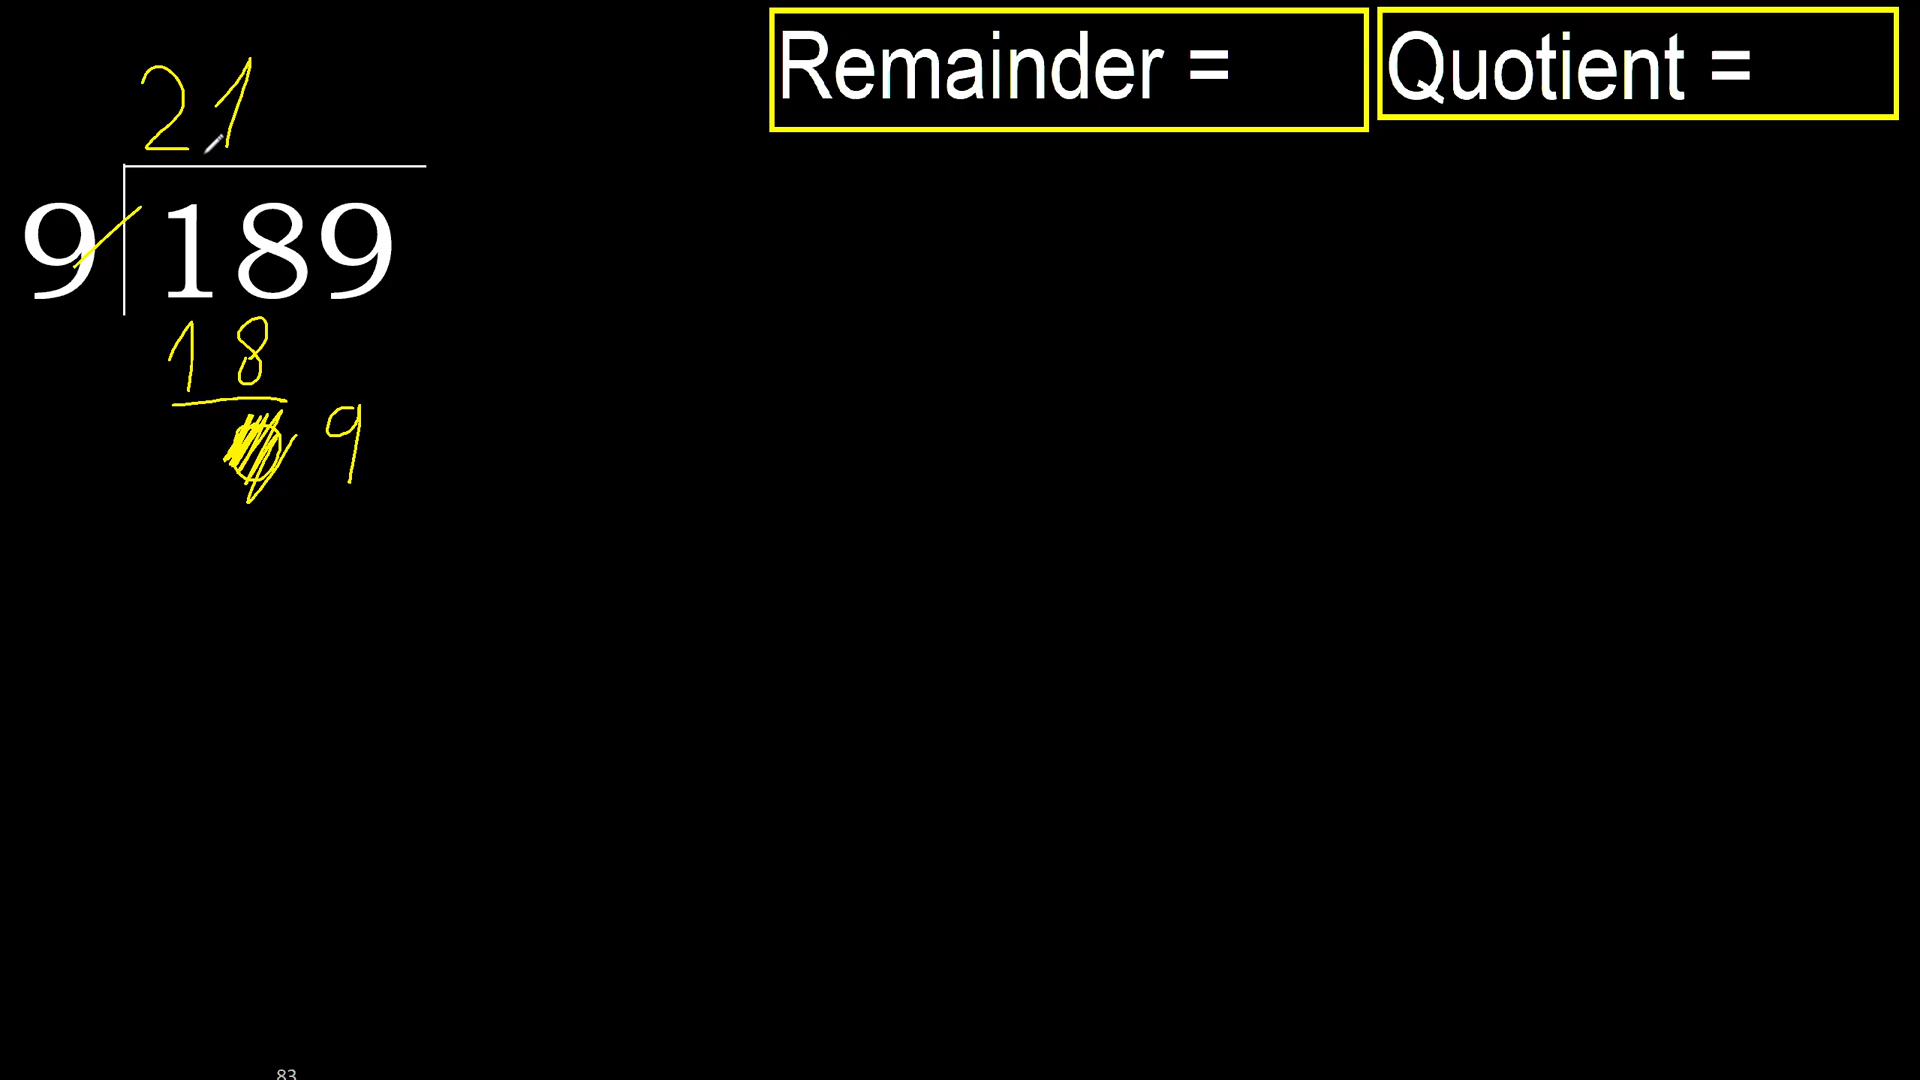 Remainder =
Quotient =
21
9 189
18
9
83